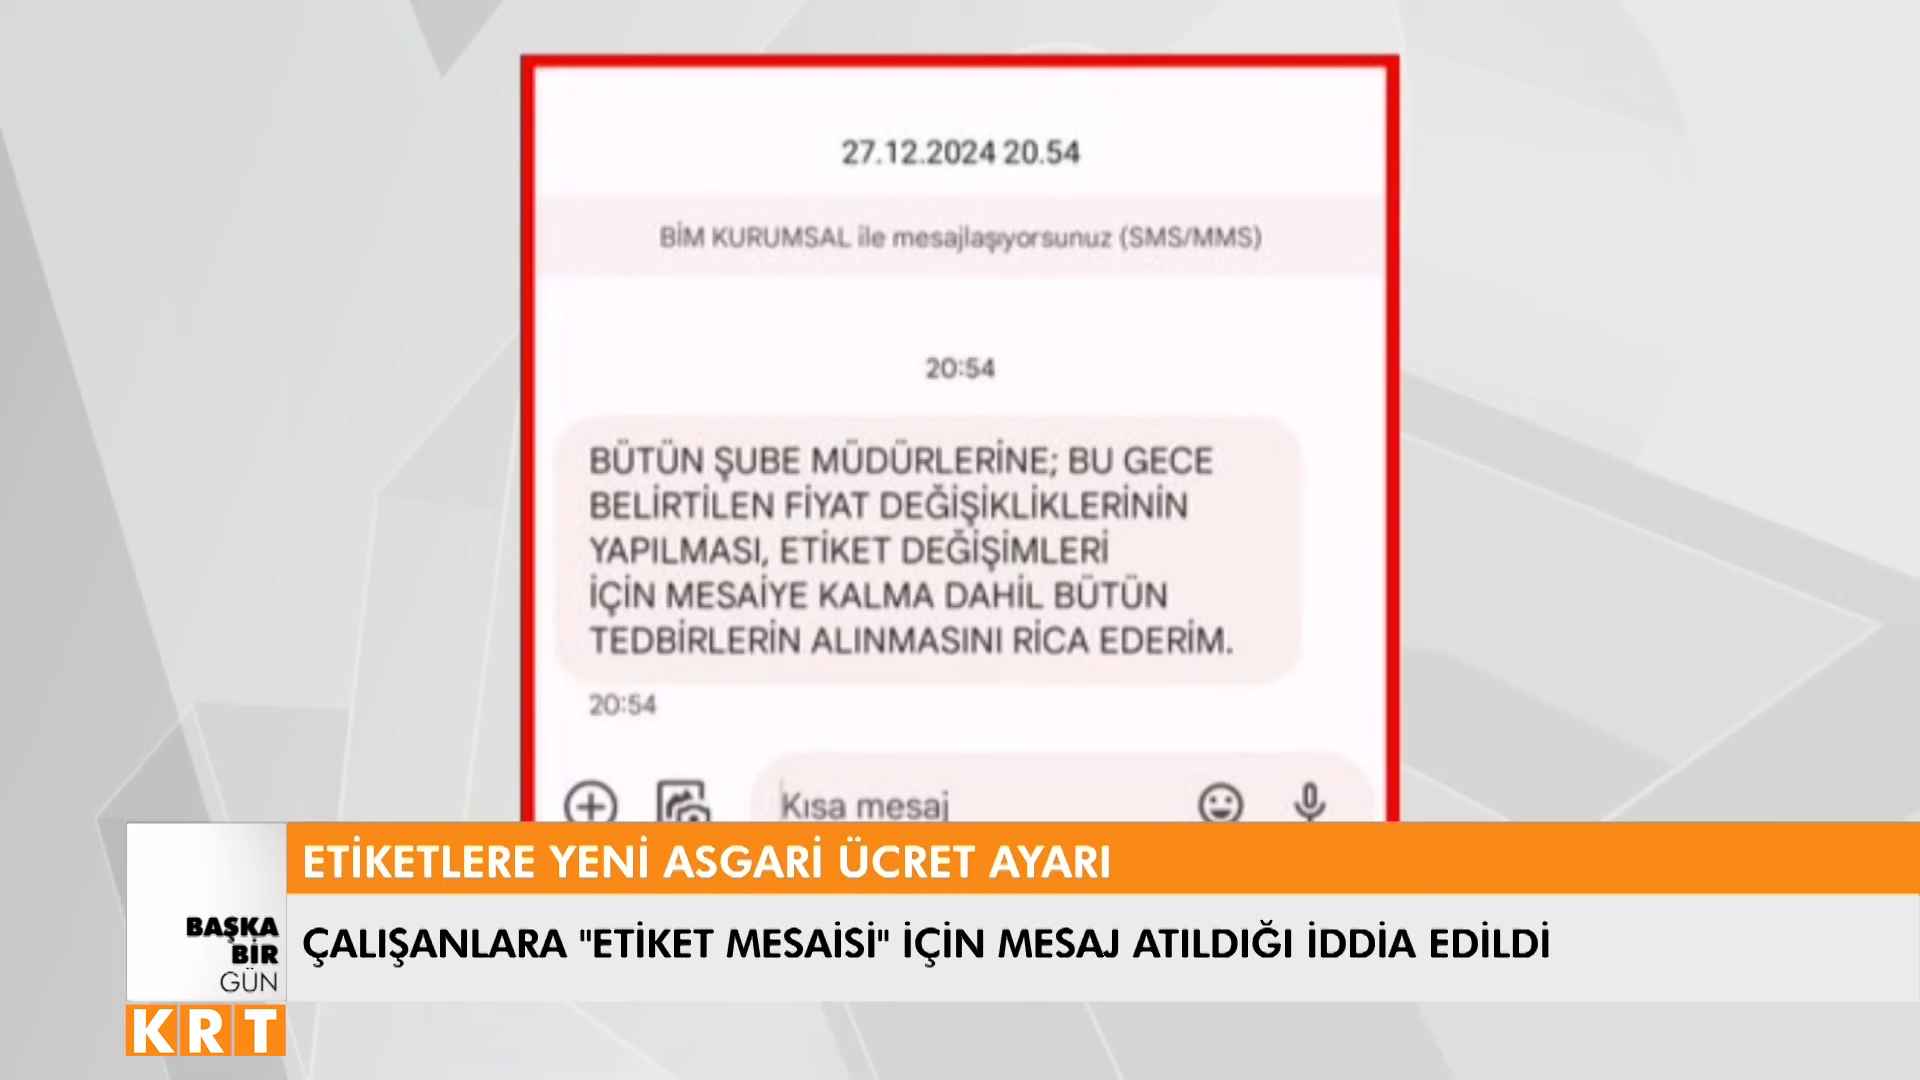 27.12.2024 20.54
BİM KURUMSAL ile mesajlaşıyorsunuz (SMS/MMS)
20:54
BÜTÜN ŞUBE MÜDÜRLERİNE; BU GECE
BELİRTİLEN FİYAT DEĞİŞİKLİKLERİNİN
YAPILMASI, ETİKET DEĞİŞİMLERİ
İÇİN MESAİYE KALMA DAHİL BÜTÜN
TEDBİRLERİN ALINMASINI RİCA EDERİM.
20:54
Kısa mesaj
ETİKETLERE YENİ ASGARİ ÜCRET AYARI
ÇALIŞANLARA "ETİKET MESAİSİ" İÇİN MESAJ ATILDIĞI İDDİA EDİLDİ
BAŞKA
BİR
GÜN
KRT